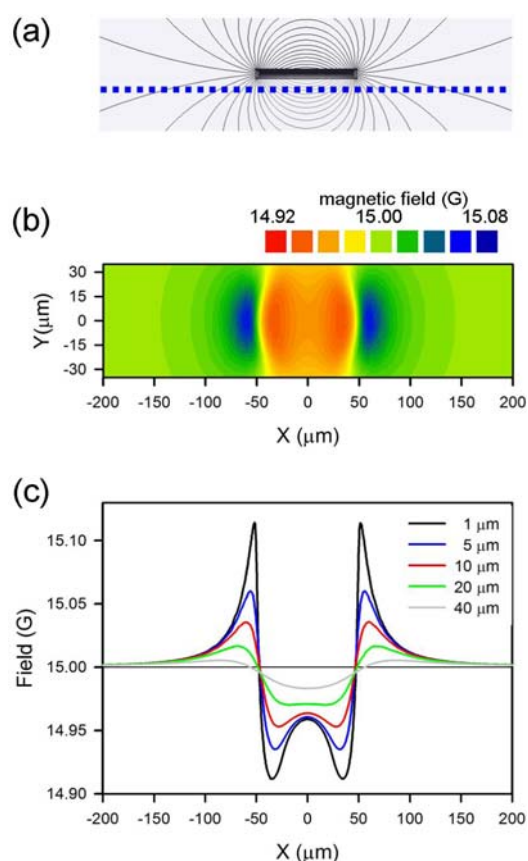 (a)
(b)
magnetic field (G)
14.92 15.00 15.08
Y(μm)
30
15
0
-15
-30
-200 -150 -100 -50 0 50 100 150 200
X (μm)
(c)
Field (G)
15.10
15.05
15.00
14.95
14.90
1 μm
5 μm
10 μm
20 μm
40 μm
-200 -150 -100 -50 0 50 100 150 200
X (μm)